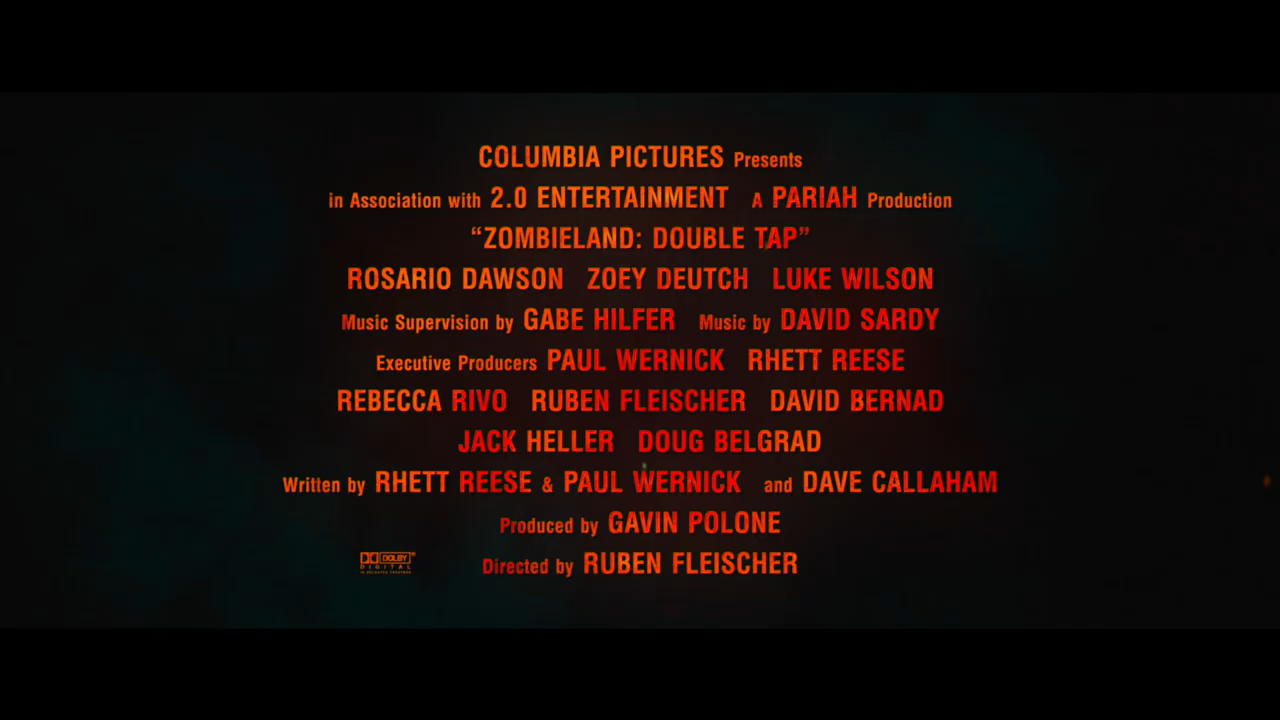 COLUMBIA PICTURES Presents
in Association with 2.0 ENTERTAINMENT A PARIAH Production
“ZOMBIELAND: DOUBLE TAP”
ROSARIO DAWSON ZOEY DEUTCH LUKE WILSON
Music Supervision by GABE HILFER Music by DAVID SARDY
Executive Producers PAUL WERNICK RHETT REESE
REBECCA RIVO RUBEN FLEISCHER DAVID BERNAD
JACK HELLER DOUG BELGRAD
Written by RHETT REESE & PAUL WERNICK and DAVE CALLAHAM
Produced by GAVIN POLONE
DOLBY
DIGITAL
Directed by RUBEN FLEISCHER